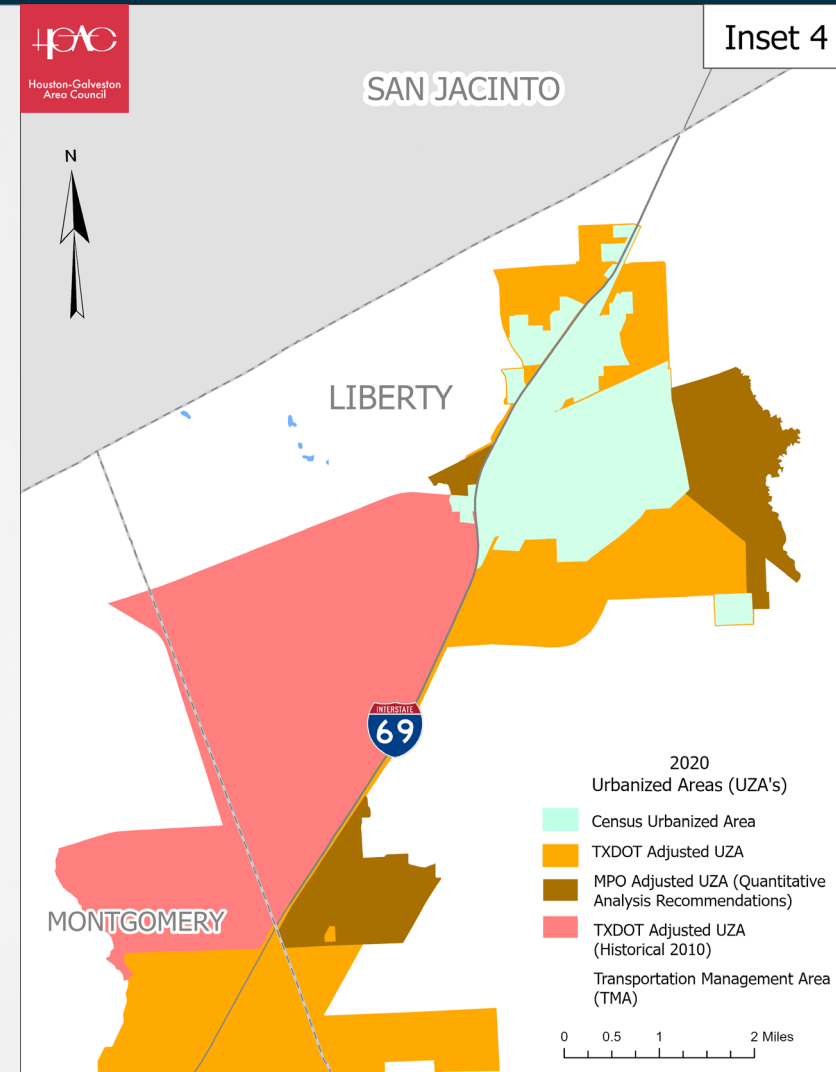 Inset 4
HGAC
Houston-Galveston
Area Council
SAN JACINTO
N
LIBERTY
INTERSTATE
69
MONTGOMERY
2020
Urbanized Areas (UZA's)
Census Urbanized Area
TXDOT Adjusted UZA
MPO Adjusted UZA (Quantitative
Analysis Recommendations)
TXDOT Adjusted UZA
(Historical 2010)
Transportation Management Area
(TMA)
0 0.5 1 2 Miles